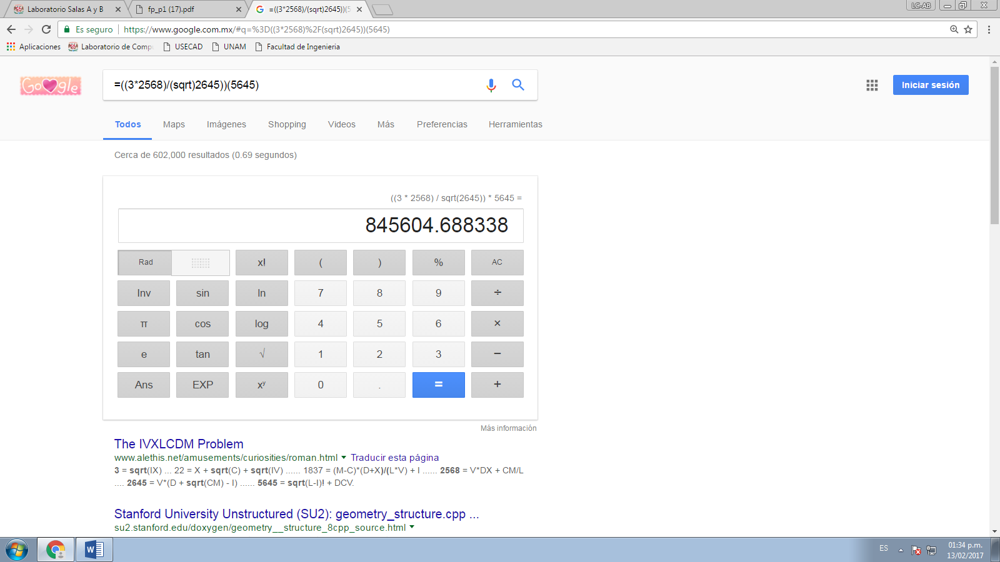 Laboratorio Salas A y B
fp_p1 (17).pdf
=((3*2568)/(sqrt)2645))(5
LC-AB
Es seguro
https://www.google.com.mx/#q=%3D((3*2568)%2F(sqrt)2645))(5645)
Aplicaciones
Laboratorio de Comp
USECAD
UNAM
Facultad de Ingenieria
Google
=((3*2568)/(sqrt)2645))(5645)
Iniciar sesión
Todos Maps Imágenes Shopping Videos Más Preferencias Herramientas
Cerca de 602,000 resultados (0.69 segundos)
((3 * 2568) / sqrt(2645)) * 5645 =
845604.688338
Rad x! ( ) % AC
Inv sin ln 7 8 9 ÷
π cos log 4 5 6 ×
e tan √ 1 2 3 −
Ans EXP xʸ 0 . = +
Más información
The IVXLCDM Problem
www.alethis.net/amusements/curiosities/roman.html Traducir esta página
3 = sqrt(IX) ... 22 = X + sqrt(C) + sqrt(IV) ...... 1837 = (M-C)*(D+X)/(L*V) + I ...... 2568 = V*DX + CM/L
.... 2645 = V*(D + sqrt(CM) - I) ...... 5645 = sqrt(L-I)! + DCV.
Stanford University Unstructured (SU2): geometry_structure.cpp ...
su2.stanford.edu/doxygen/geometry__structure_8cpp_source.html
ES
01:34 p.m.
13/02/2017